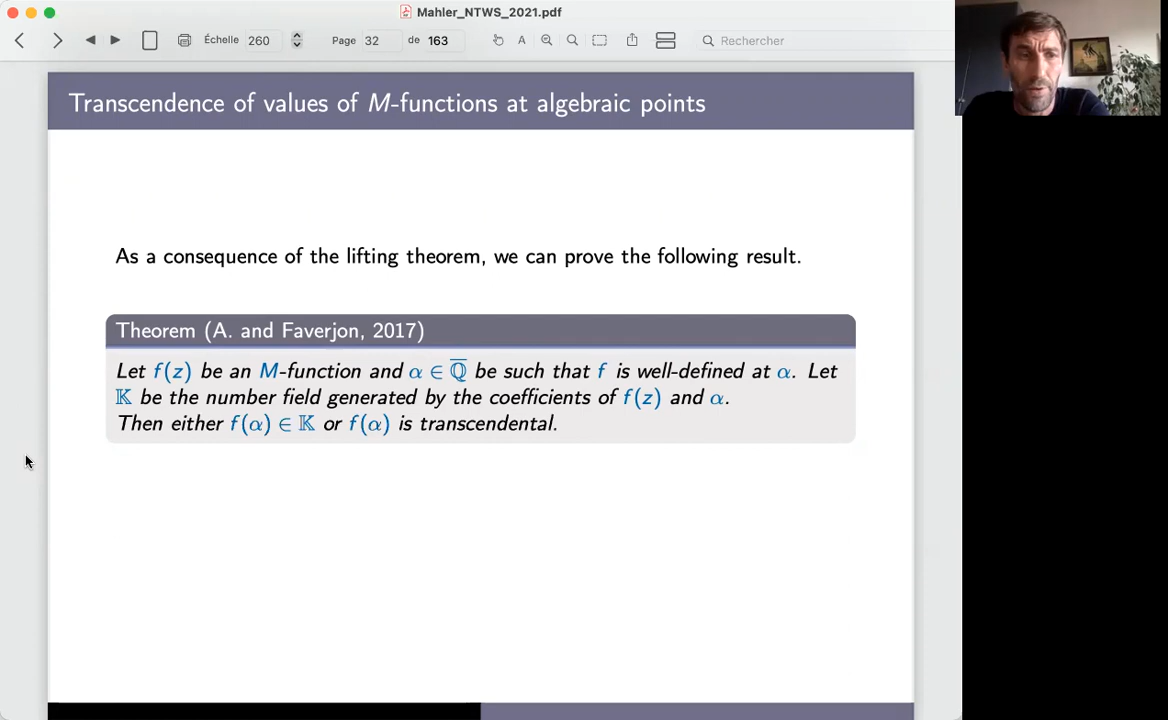 Mahler_NTWS_2021.pdf
Échelle 260 Page 32 de 163 A Rechercher
Transcendence of values of M-functions at algebraic points
As a consequence of the lifting theorem, we can prove the following result.
Theorem (A. and Faverjon, 2017)
Let f(z) be an M-function and α ∈ ℚ̅ be such that f is well-defined at α. Let
𝕂 be the number field generated by the coefficients of f(z) and α.
Then either f(α) ∈ 𝕂 or f(α) is transcendental.